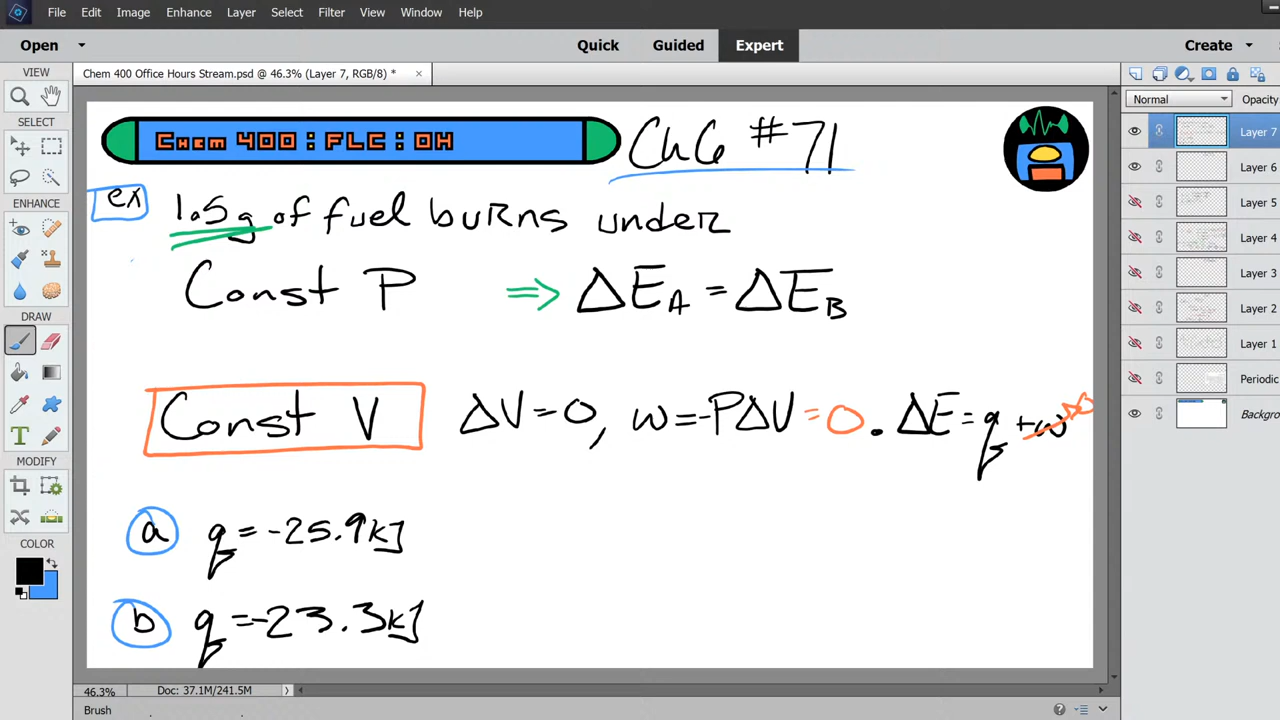 File Edit Image Enhance Layer Select Filter View Window Help
Open Quick Guided Expert Create
Chem 400 Office Hours Stream.psd @ 46.3% (Layer 7, RGB/8) * ×
VIEW
SELECT
ENHANCE
DRAW
MODIFY
COLOR
Chem 400 : FLC : OH
Ch6 #71
ex 1.5g of fuel burns under
Const P ⇒ ΔE_A = ΔE_B
Const V ΔV=0, w=-PΔV=0. ΔE=q+w→0
a q=-25.9kJ
b q=-23.3kJ
Normal Opacity
Layer 7
Layer 6
Layer 5
Layer 4
Layer 3
Layer 2
Layer 1
Periodic
Backgro
46.3% Doc: 37.1M/241.5M
Brush